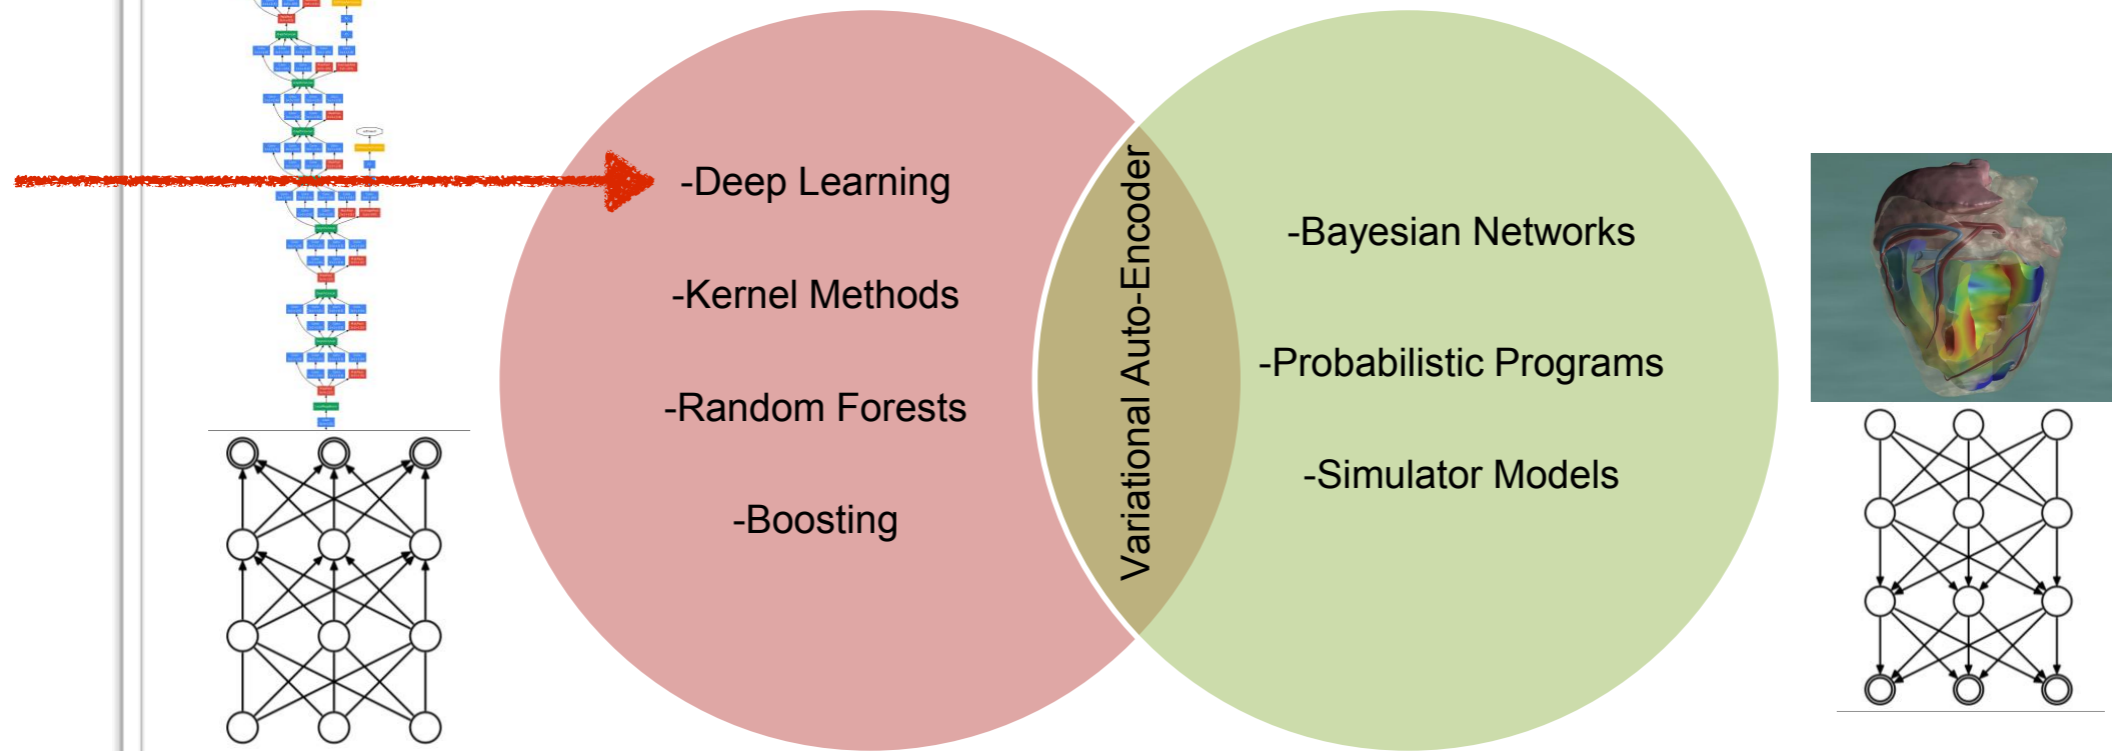 -Deep Learning
-Kernel Methods
-Random Forests
-Boosting
Variational Auto-Encoder
-Bayesian Networks
-Probabilistic Programs
-Simulator Models